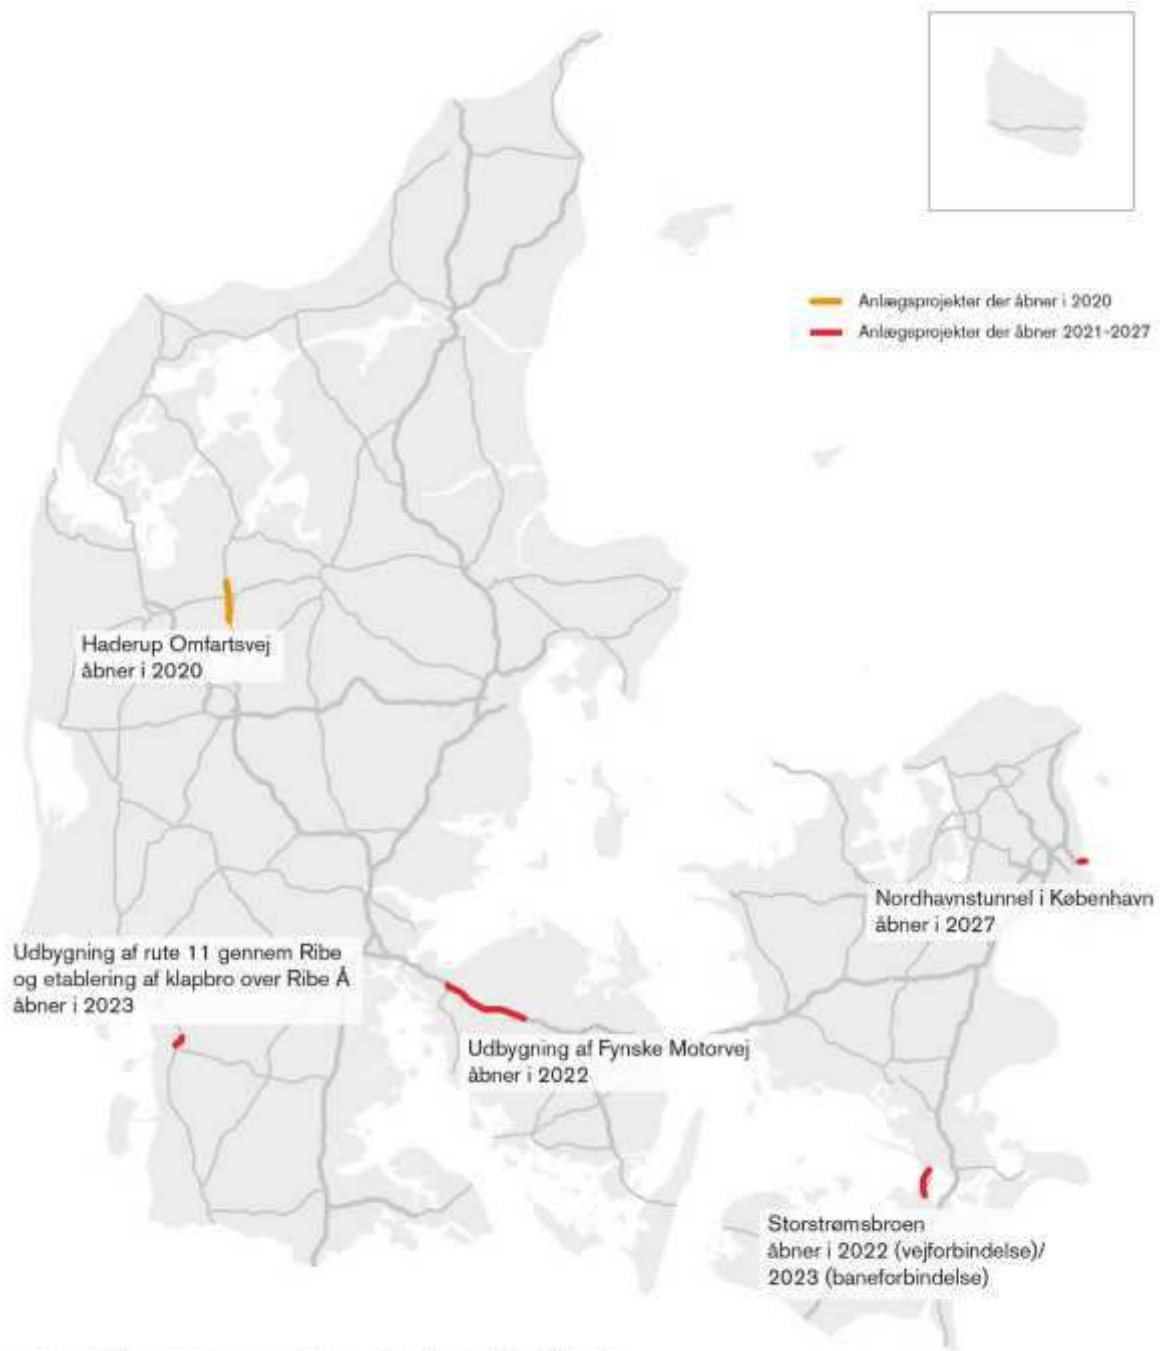 Anlægsprojekter der åbner i 2020
Anlægsprojekter der åbner 2021-2027
Haderup Omfartsvej
åbner i 2020
Nordhavnstunnel i København
åbner i 2027
Udbygning af rute 11 gennem Ribe
og etablering af klapbro over Ribe Å
åbner i 2023
Udbygning af Fynske Motorvej
åbner i 2022
Storstrømsbroen
åbner i 2022 (vejforbindelse)/
2023 (baneforbindelse)